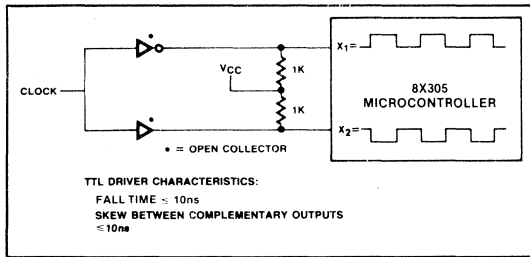 X1=
1K
VCC
CLOCK
1K
8X305
MICROCONTROLLER
X2=
• = OPEN COLLECTOR
TTL DRIVER CHARACTERISTICS:
FALL TIME ≤ 10ns
SKEW BETWEEN COMPLEMENTARY OUTPUTS
≤10ns